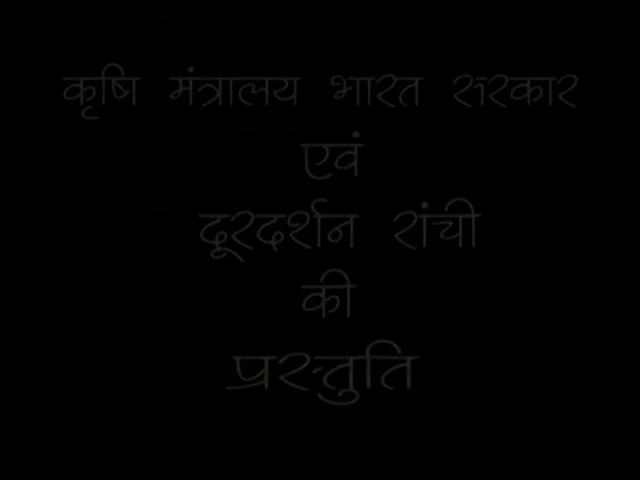 कृषि मंत्रालय भारत सरकार
एवं
दूरदर्शन रांची
की
प्रस्तुति